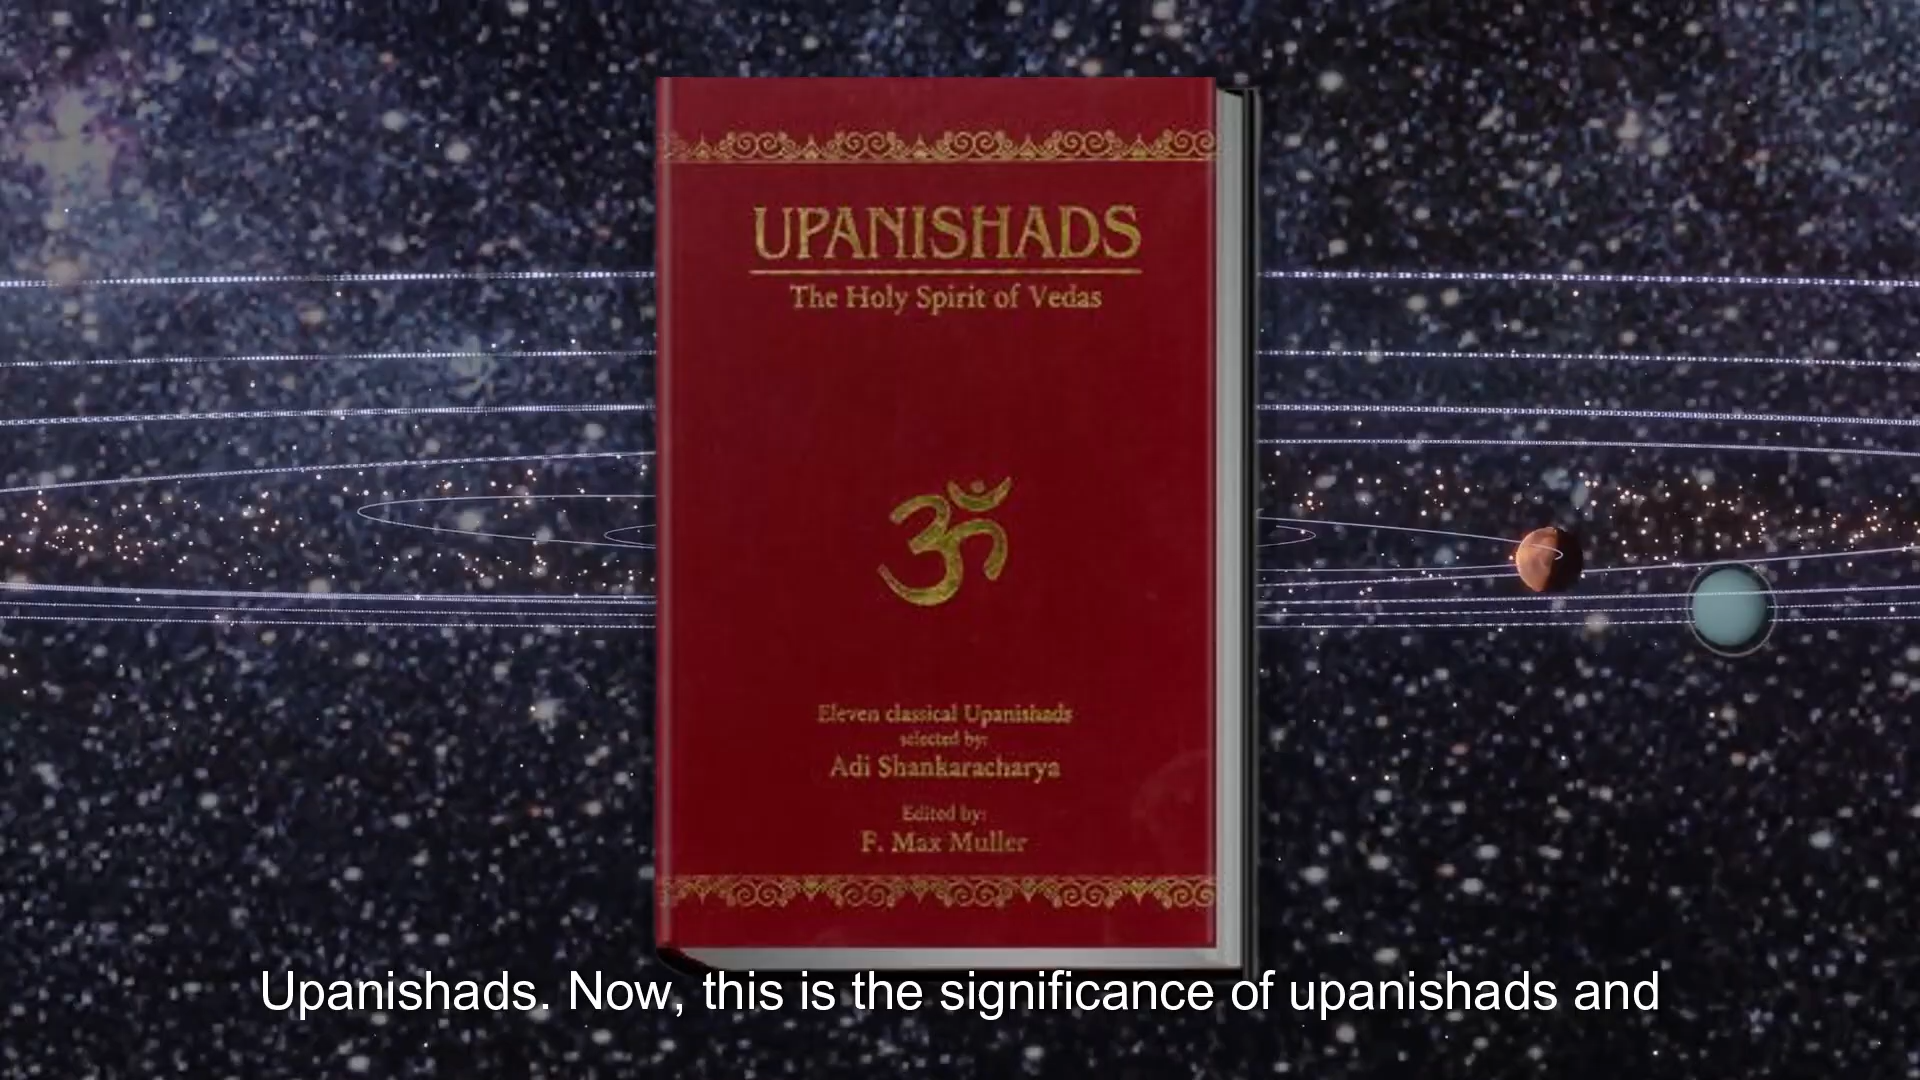 UPANISHADS
The Holy Spirit of Vedas
ॐ
Eleven classical Upanishads
selected by:
Adi Shankaracharya
Edited by:
F. Max Muller
Upanishads. Now, this is the significance of upanishads and